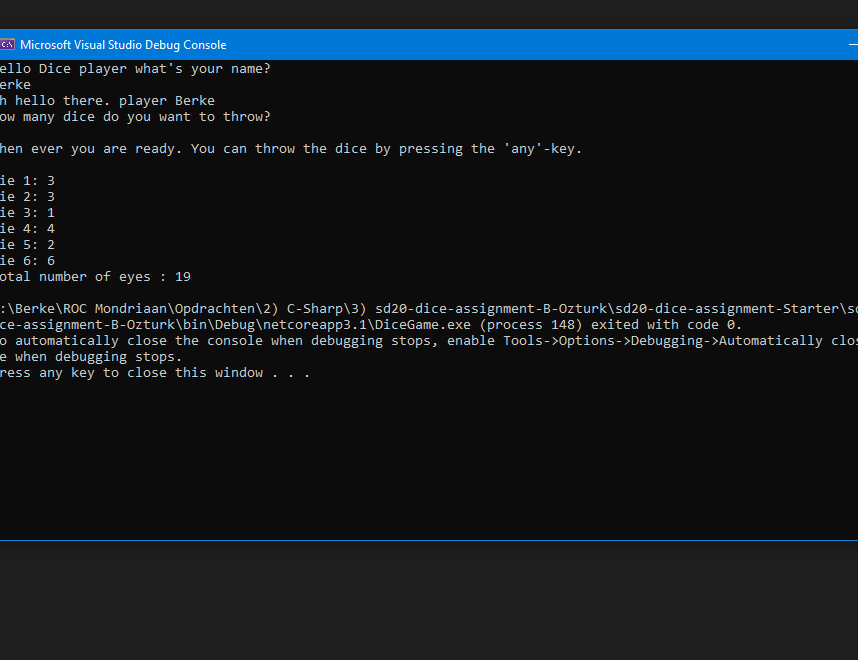 C:\ Microsoft Visual Studio Debug Console
ello Dice player what's your name?
erke
h hello there. player Berke
ow many dice do you want to throw?
hen ever you are ready. You can throw the dice by pressing the 'any'-key.
ie 1: 3
ie 2: 3
ie 3: 1
ie 4: 4
ie 5: 2
ie 6: 6
otal number of eyes : 19
:\Berke\ROC Mondriaan\Opdrachten\2) C-Sharp\3) sd20-dice-assignment-B-Ozturk\sd20-dice-assignment-Starter\sd
ice-assignment-B-Ozturk\bin\Debug\netcoreapp3.1\DiceGame.exe (process 148) exited with code 0.
o automatically close the console when debugging stops, enable Tools->Options->Debugging->Automatically clos
e when debugging stops.
ress any key to close this window . . .